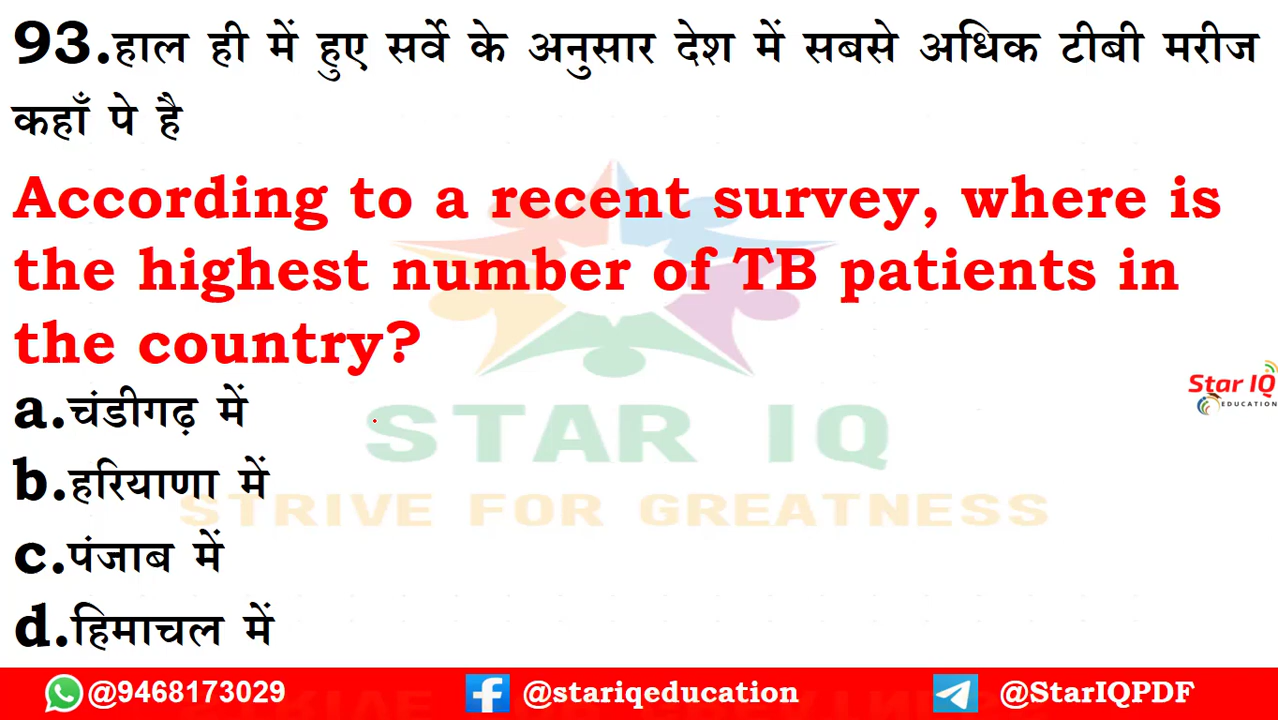 93.हाल ही में हुए सर्वे के अनुसार देश में सबसे अधिक टीबी मरीज
कहाँ पे है
According to a recent survey, where is
the highest number of TB patients in
the country?
a.चंडीगढ़ में
Star IQ
EDUCATION
STAR IQ
b.हरियाणा में
STRIVE FOR GREATNESS
c.पंजाब में
d.हिमाचल में
@9468173029 @stariqeducation @StarIQPDF